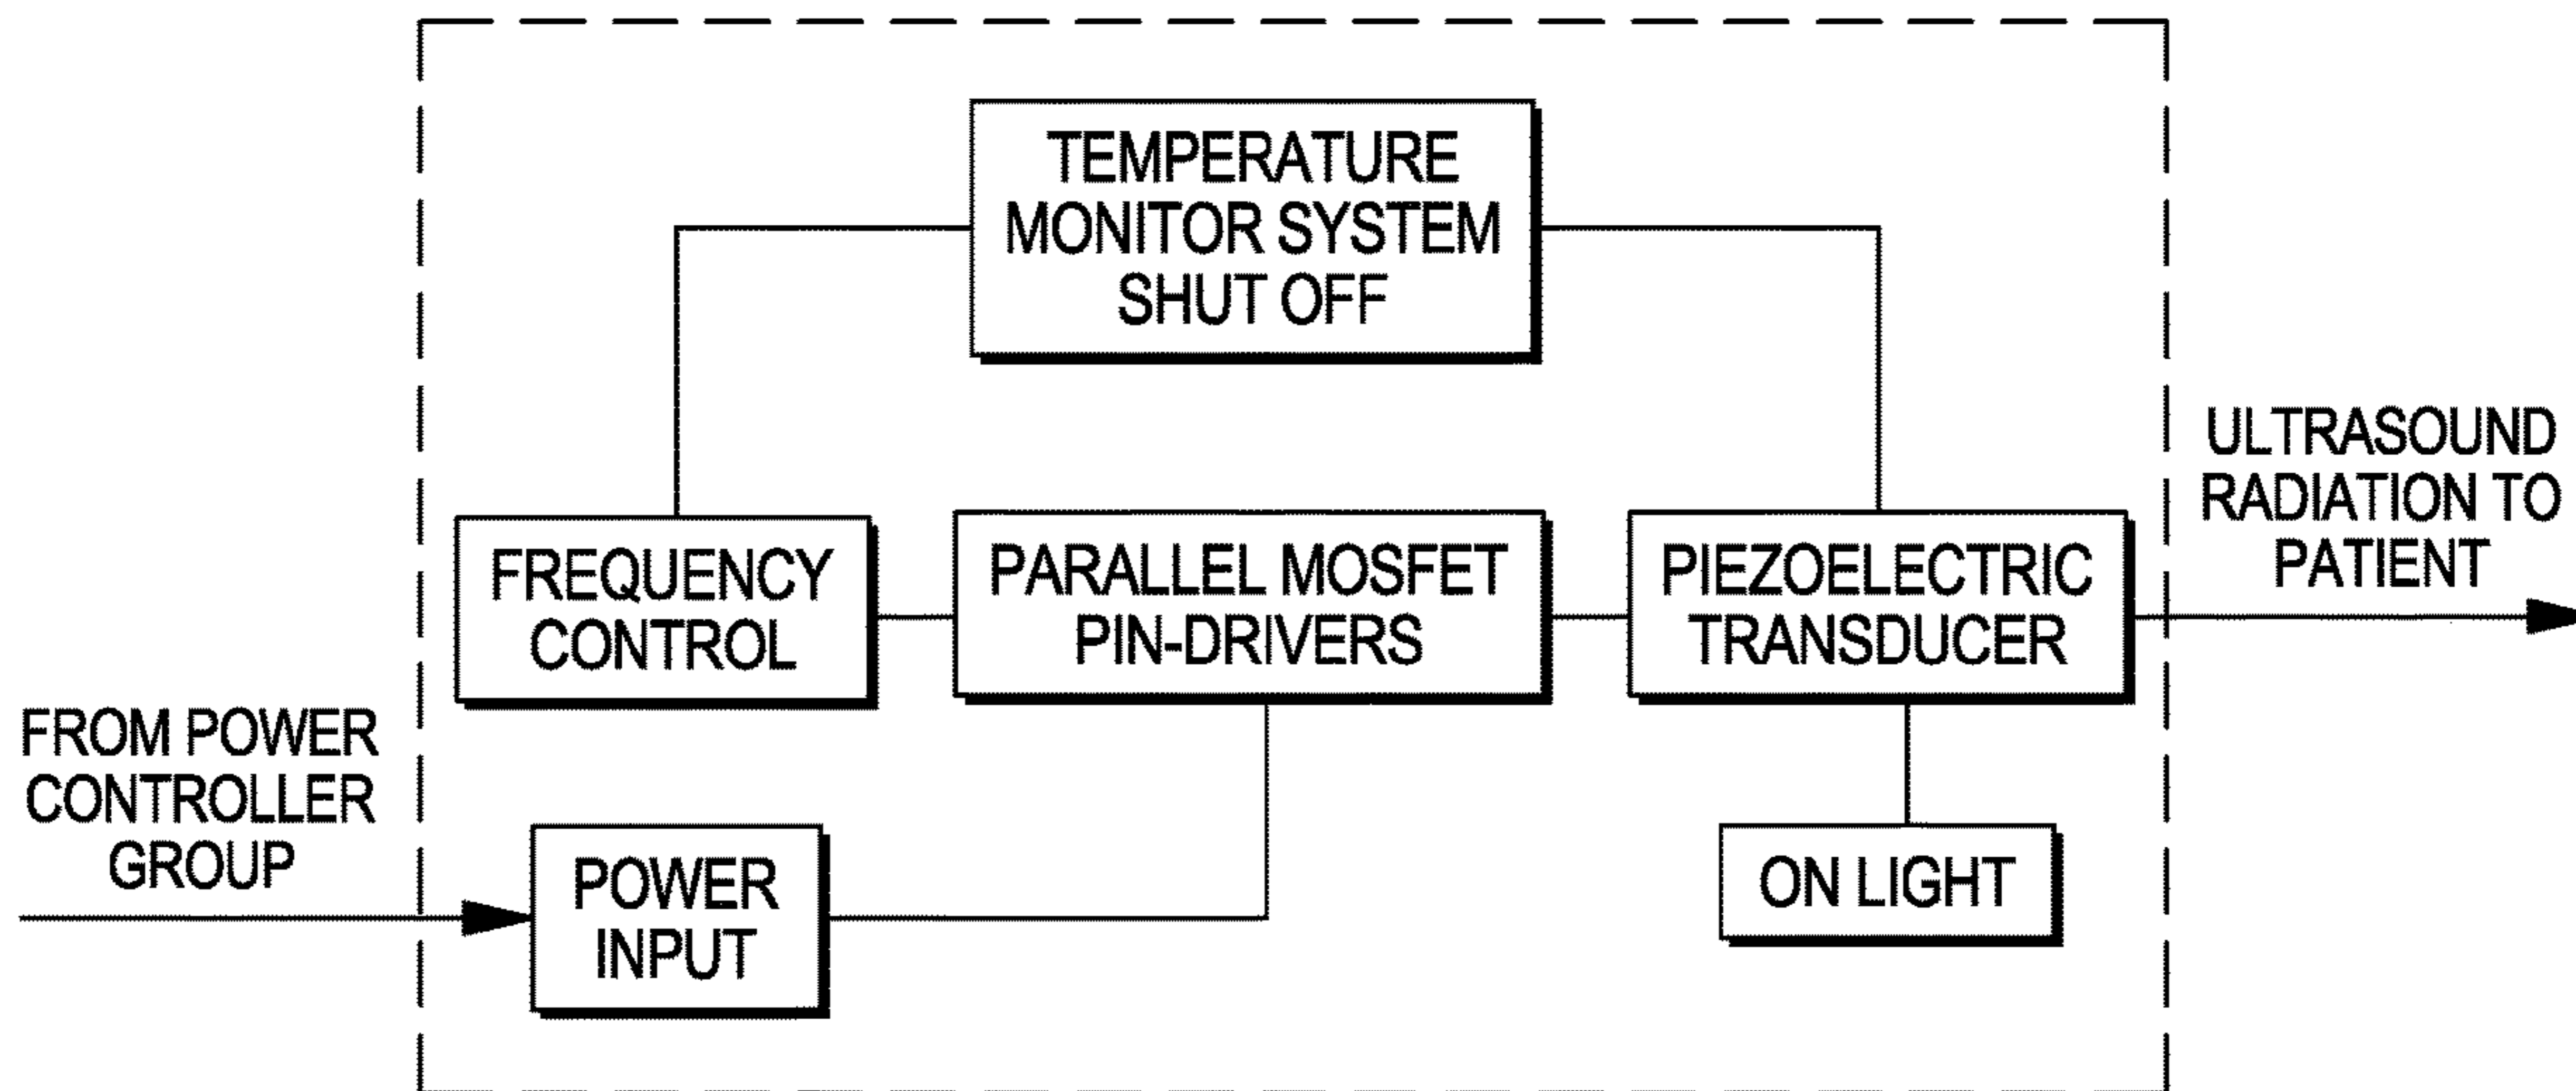 TEMPERATURE
MONITOR SYSTEM
SHUT OFF
FREQUENCY
CONTROL
PARALLEL MOSFET
PIN-DRIVERS
PIEZOELECTRIC
TRANSDUCER
ULTRASOUND
RADIATION TO
PATIENT
FROM POWER
CONTROLLER
GROUP
POWER
INPUT
ON LIGHT